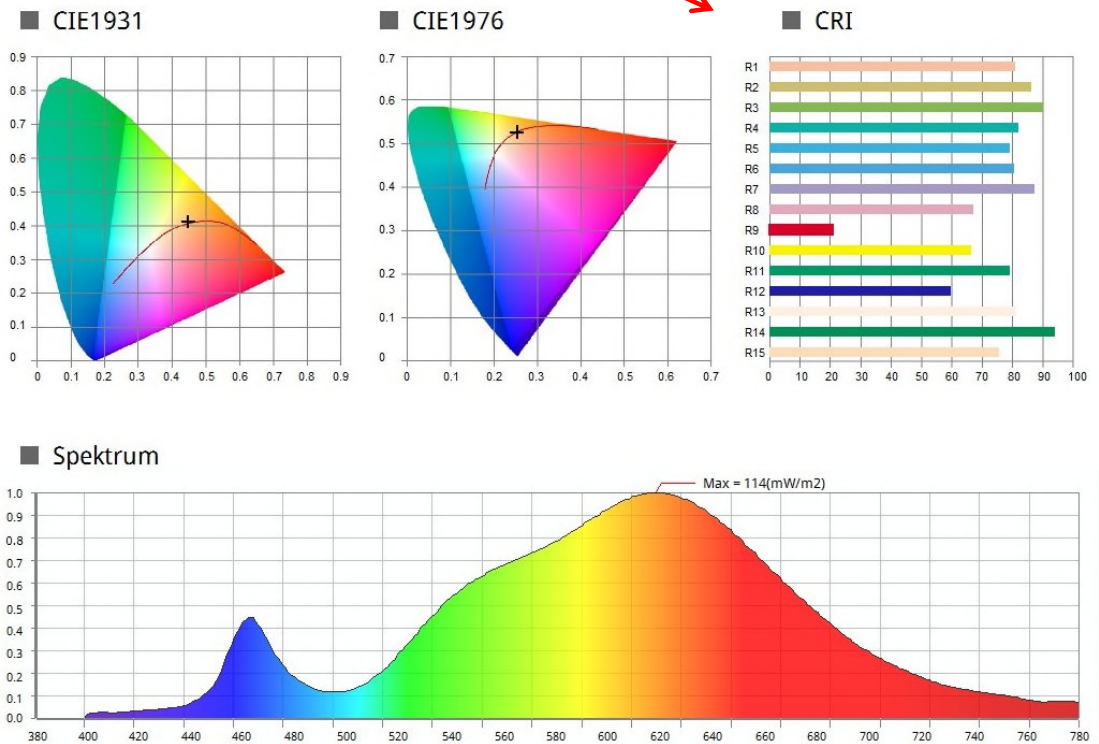 CIE1931
CIE1976
CRI
0.9
0.8
0.7
0.6
0.5
0.4
0.3
0.2
0.1
0
0 0.1 0.2 0.3 0.4 0.5 0.6 0.7 0.8 0.9
0.7
0.6
0.5
0.4
0.3
0.2
0.1
0
0 0.1 0.2 0.3 0.4 0.5 0.6 0.7
R1
R2
R3
R4
R5
R6
R7
R8
R9
R10
R11
R12
R13
R14
R15
0 10 20 30 40 50 60 70 80 90 100
Spektrum
Max = 114(mW/m2)
1.0
0.9
0.8
0.7
0.6
0.5
0.4
0.3
0.2
0.1
0.0
380 400 420 440 460 480 500 520 540 560 580 600 620 640 660 680 700 720 740 760 780